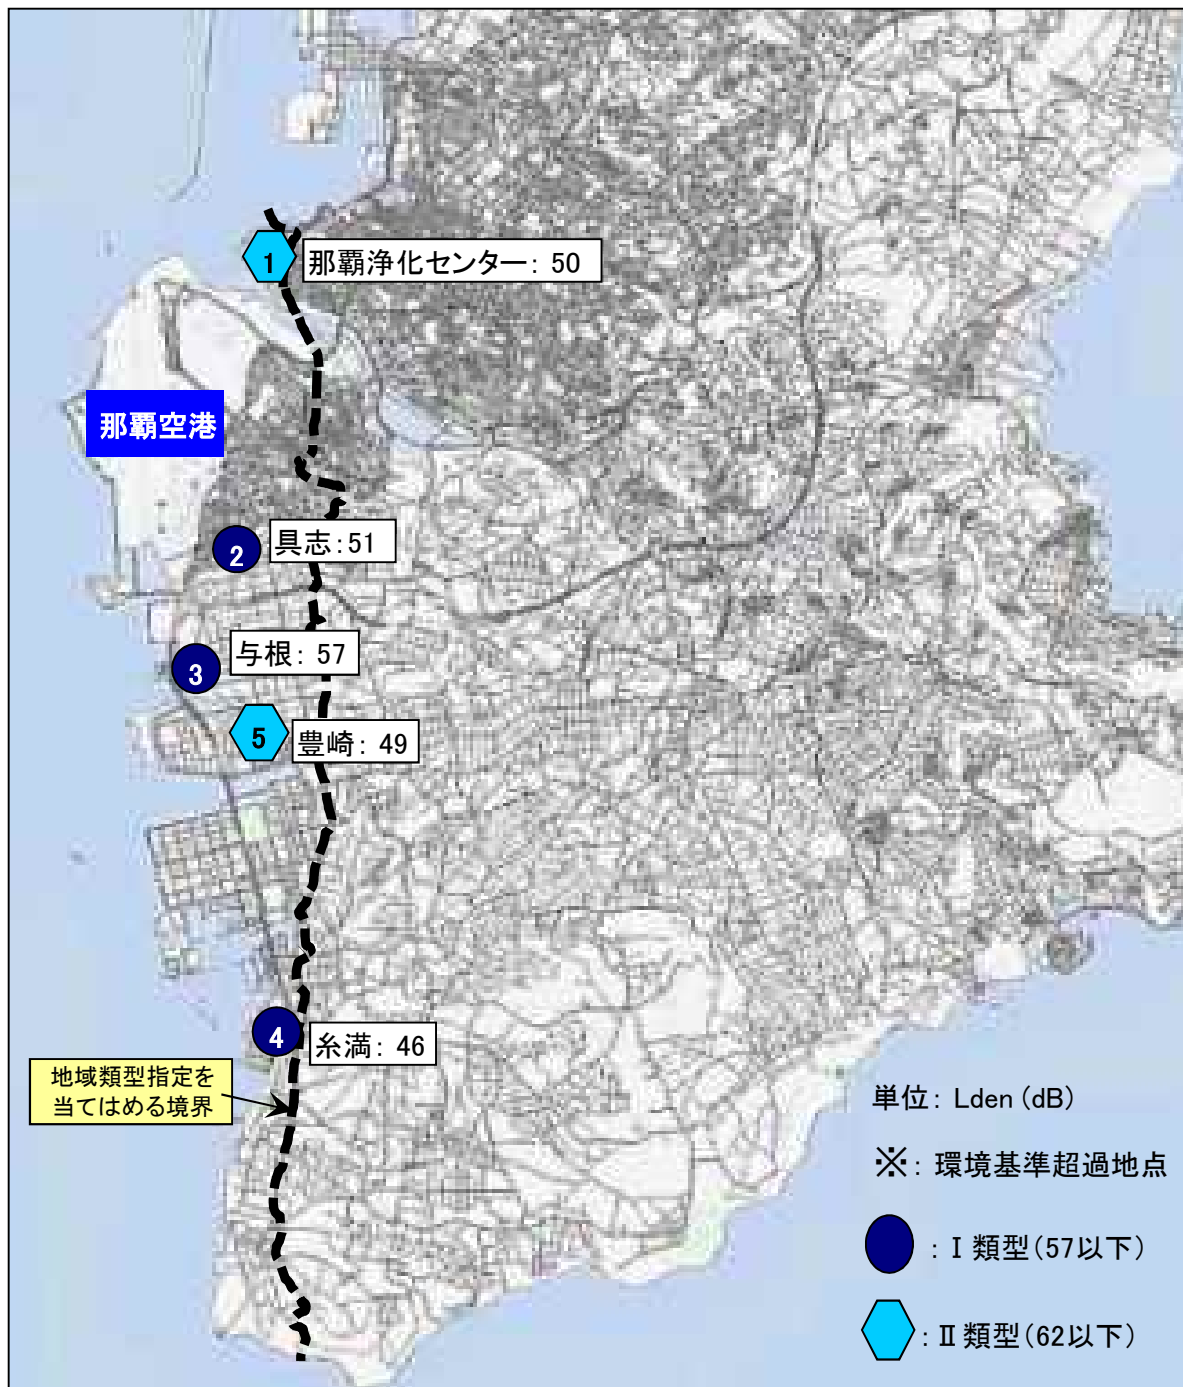 1
那覇浄化センター: 50
那覇空港
2
具志:51
与根: 57
3
5
豊崎: 49
4
糸満: 46
地域類型指定を
当てはめる境界
単位: Lden (dB)
※: 環境基準超過地点
: Ⅰ類型(57以下)
: Ⅱ類型(62以下)